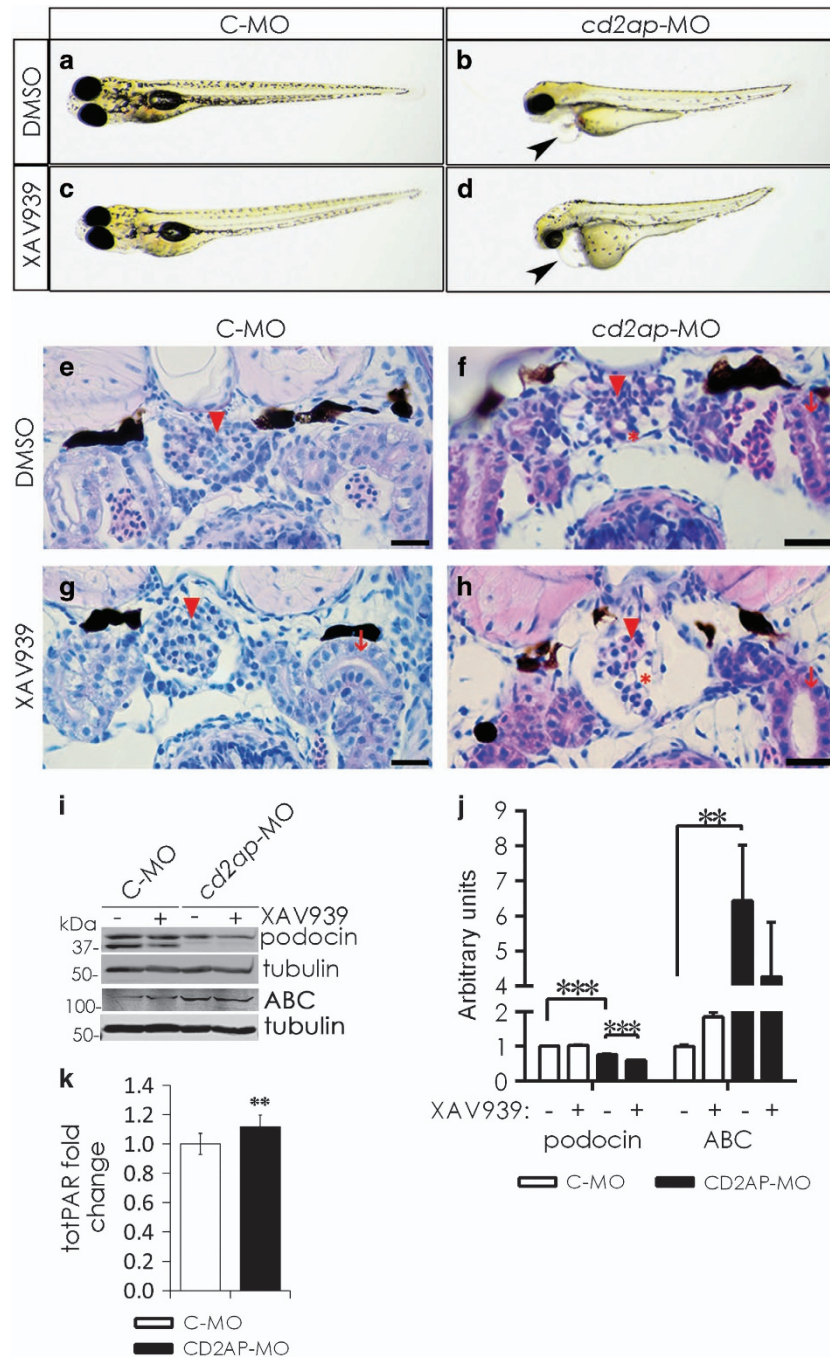 C-MO
cd2ap-MO
DMSO
a
b
XAV939
c
d
C-MO
cd2ap-MO
DMSO
e
f
*
XAV939
g
h
*
i
C-MO
cd2ap-MO
- + - + XAV939
kDa
podocin
37-
50- tubulin
ABC
100-
50- tubulin
j
Arbitrary units
9
8
7
6
5
4
2
1
0
**
***
***
XAV939: - + - + - + - +
podocin ABC
C-MO CD2AP-MO
k
totPAR fold change
1.4
1.2
1.0
0.8
0.6
0.4
0.2
0.0
**
C-MO
CD2AP-MO